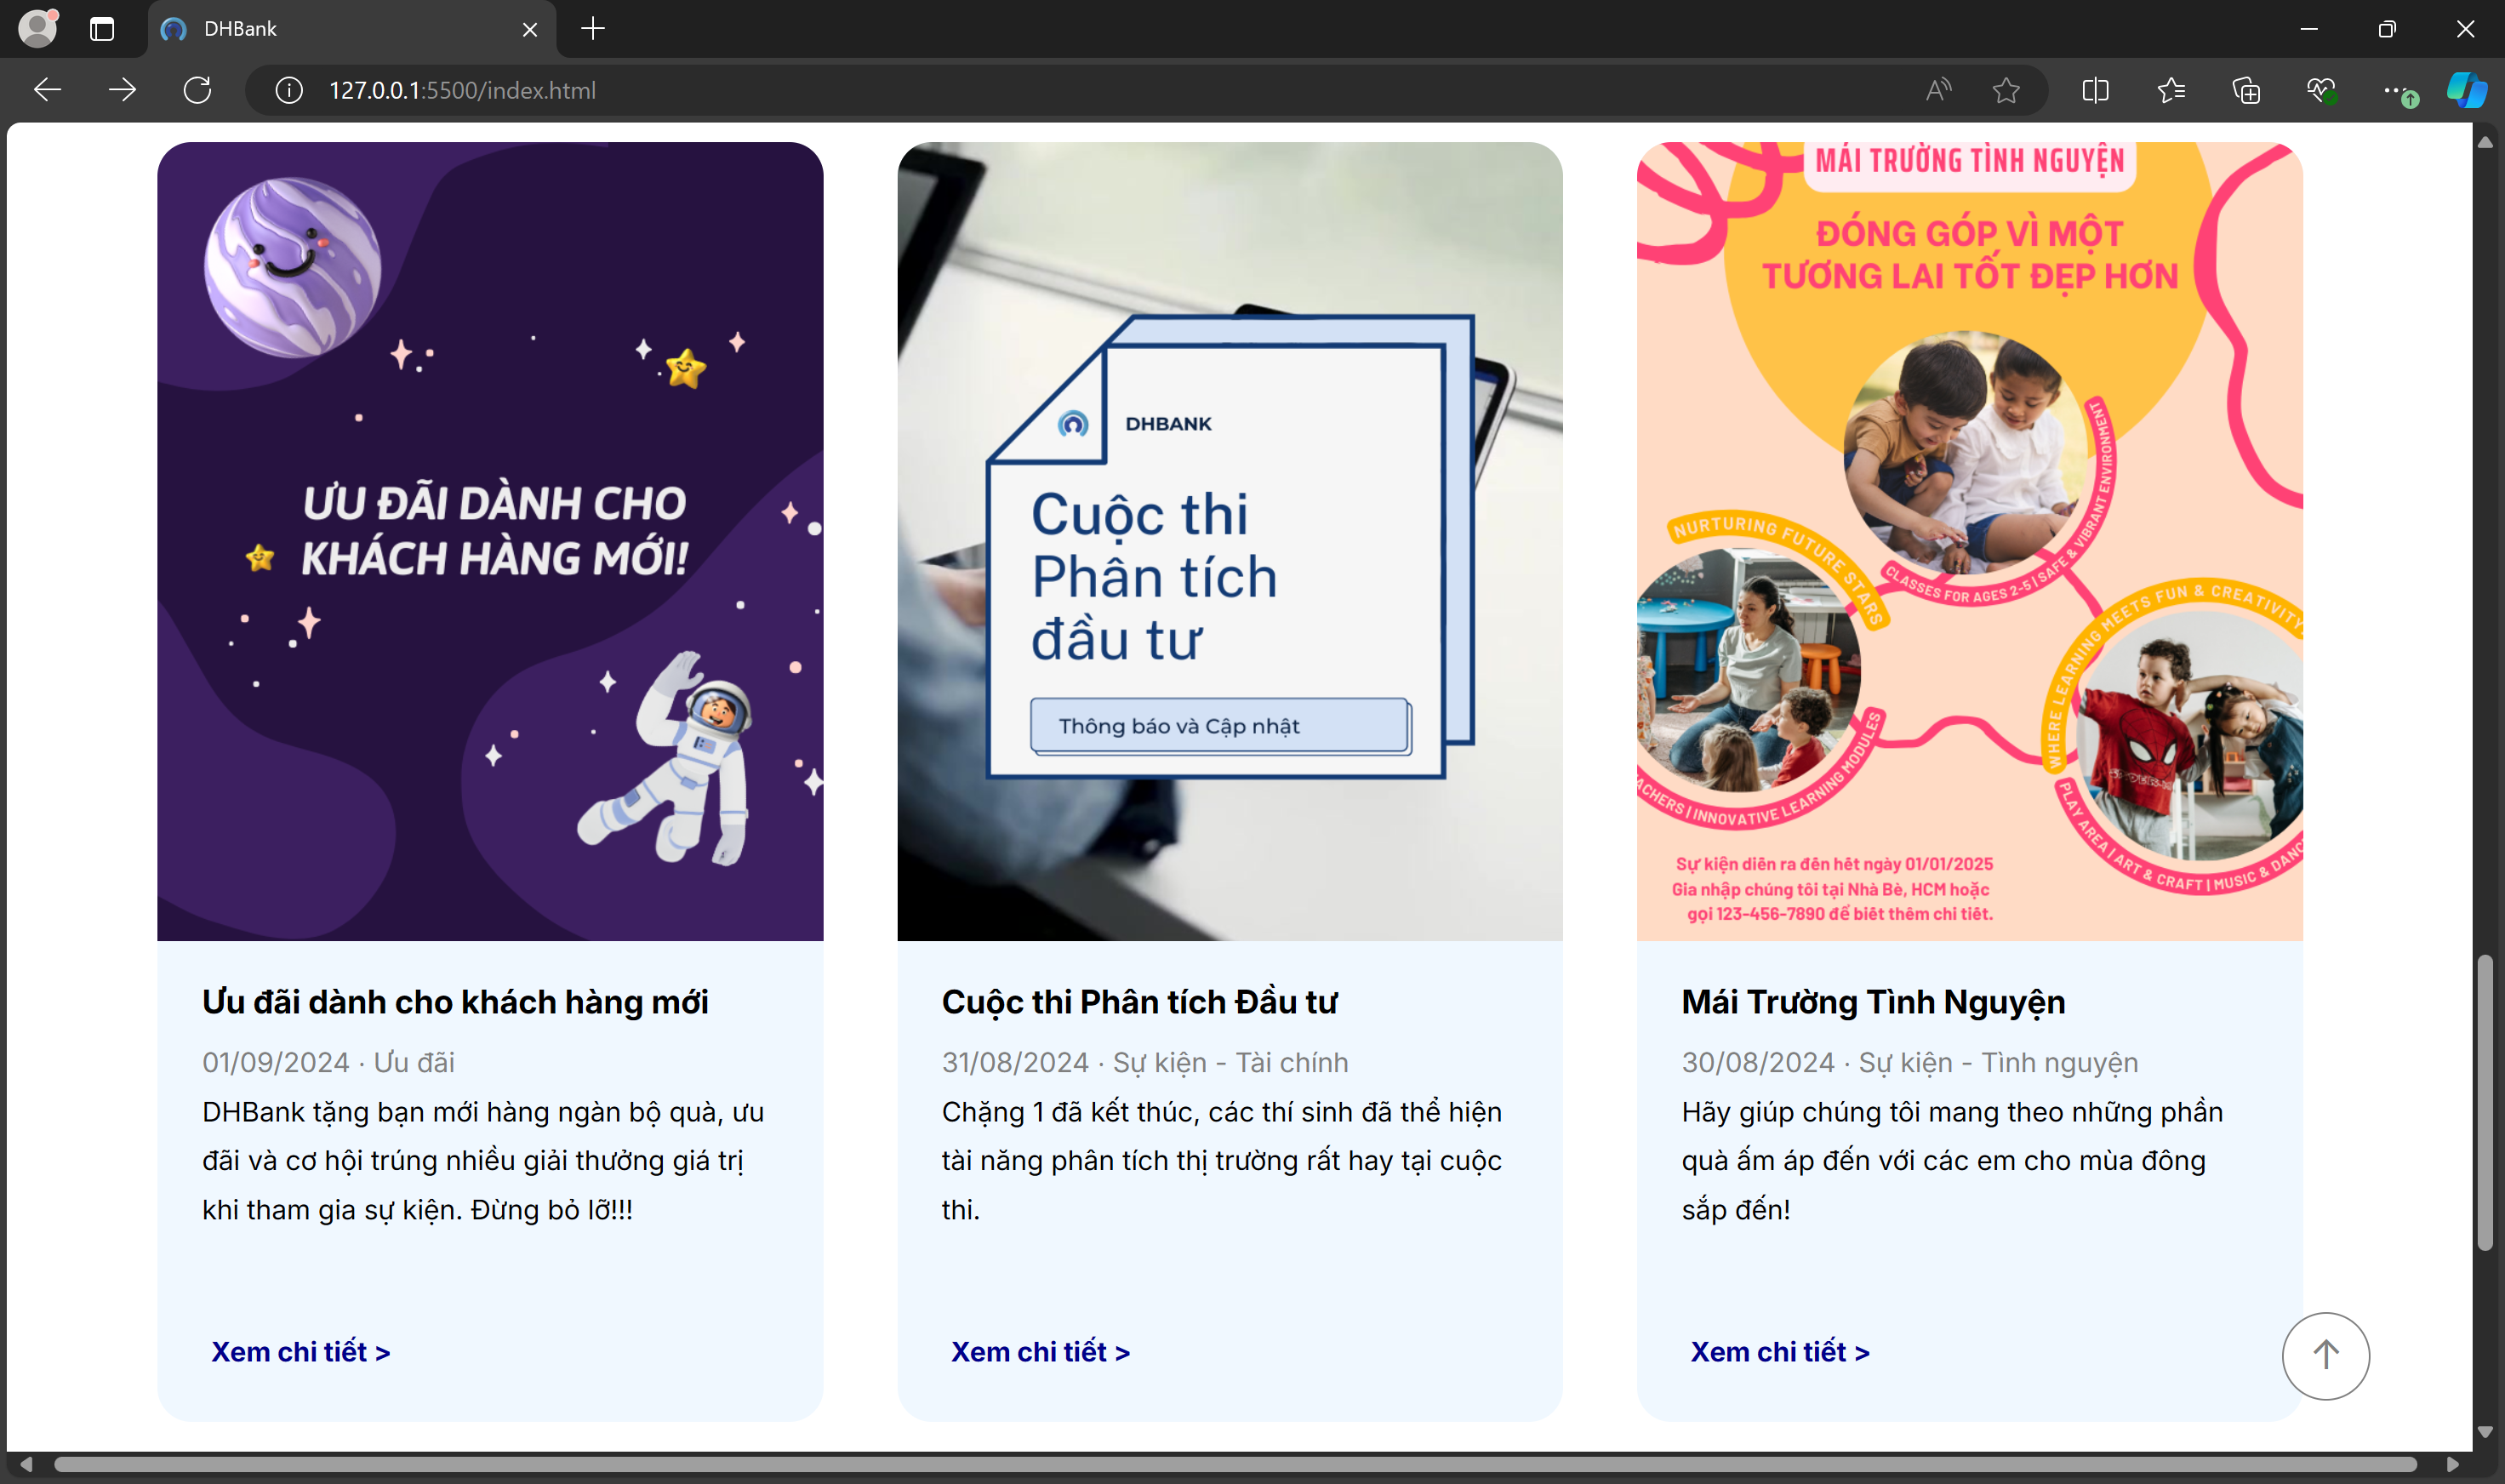 DHBank
127.0.0.1:5500/index.html
ƯU ĐÃI DÀNH CHO
KHÁCH HÀNG MỚI!
Ưu đãi dành cho khách hàng mới
01/09/2024 · Ưu đãi
DHBank tặng bạn mới hàng ngàn bộ quà, ưu
đãi và cơ hội trúng nhiều giải thưởng giá trị
khi tham gia sự kiện. Đừng bỏ lỡ!!!
Xem chi tiết >
DHBANK
Cuộc thi
Phân tích
đầu tư
Thông báo và Cập nhật
Cuộc thi Phân tích Đầu tư
31/08/2024 · Sự kiện - Tài chính
Chặng 1 đã kết thúc, các thí sinh đã thể hiện
tài năng phân tích thị trường rất hay tại cuộc
thi.
Xem chi tiết >
MÁI TRƯỜNG TÌNH NGUYỆN
ĐÓNG GÓP VÌ MỘT
TƯƠNG LAI TỐT ĐẸP HƠN
CLASSES FOR AGES 2-5 | SAFE & VIBRANT ENVIRONMENT
NURTURING FUTURE STARS
ACHERS | INNOVATIVE LEARNING MODULES
WHERE LEARNING MEETS FUN & CREATIVITY
PLAY AREA | ART & CRAFT | MUSIC & DANC
Sự kiện diễn ra đến hết ngày 01/01/2025
Gia nhập chúng tôi tại Nhà Bè, HCM hoặc
gọi 123-456-7890 để biết thêm chi tiết.
Mái Trường Tình Nguyện
30/08/2024 · Sự kiện - Tình nguyện
Hãy giúp chúng tôi mang theo những phần
quà ấm áp đến với các em cho mùa đông
sắp đến!
Xem chi tiết >